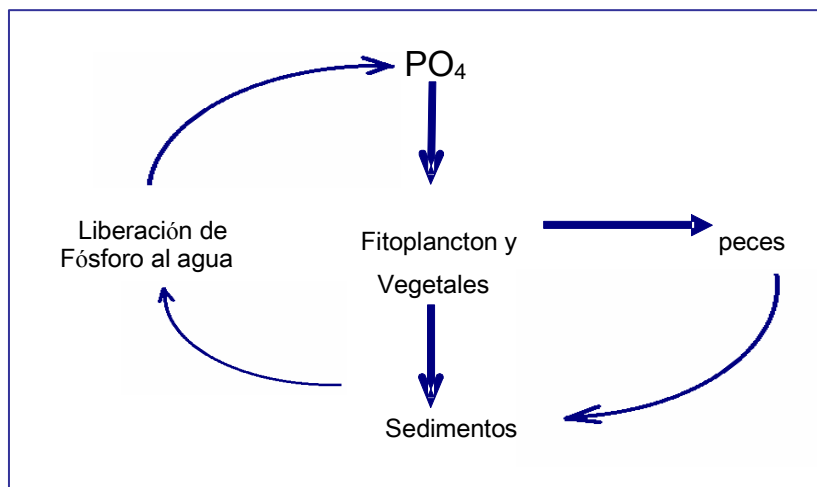 PO₄
Liberación de
Fósforo al agua
Fitoplancton y
Vegetales
peces
Sedimentos